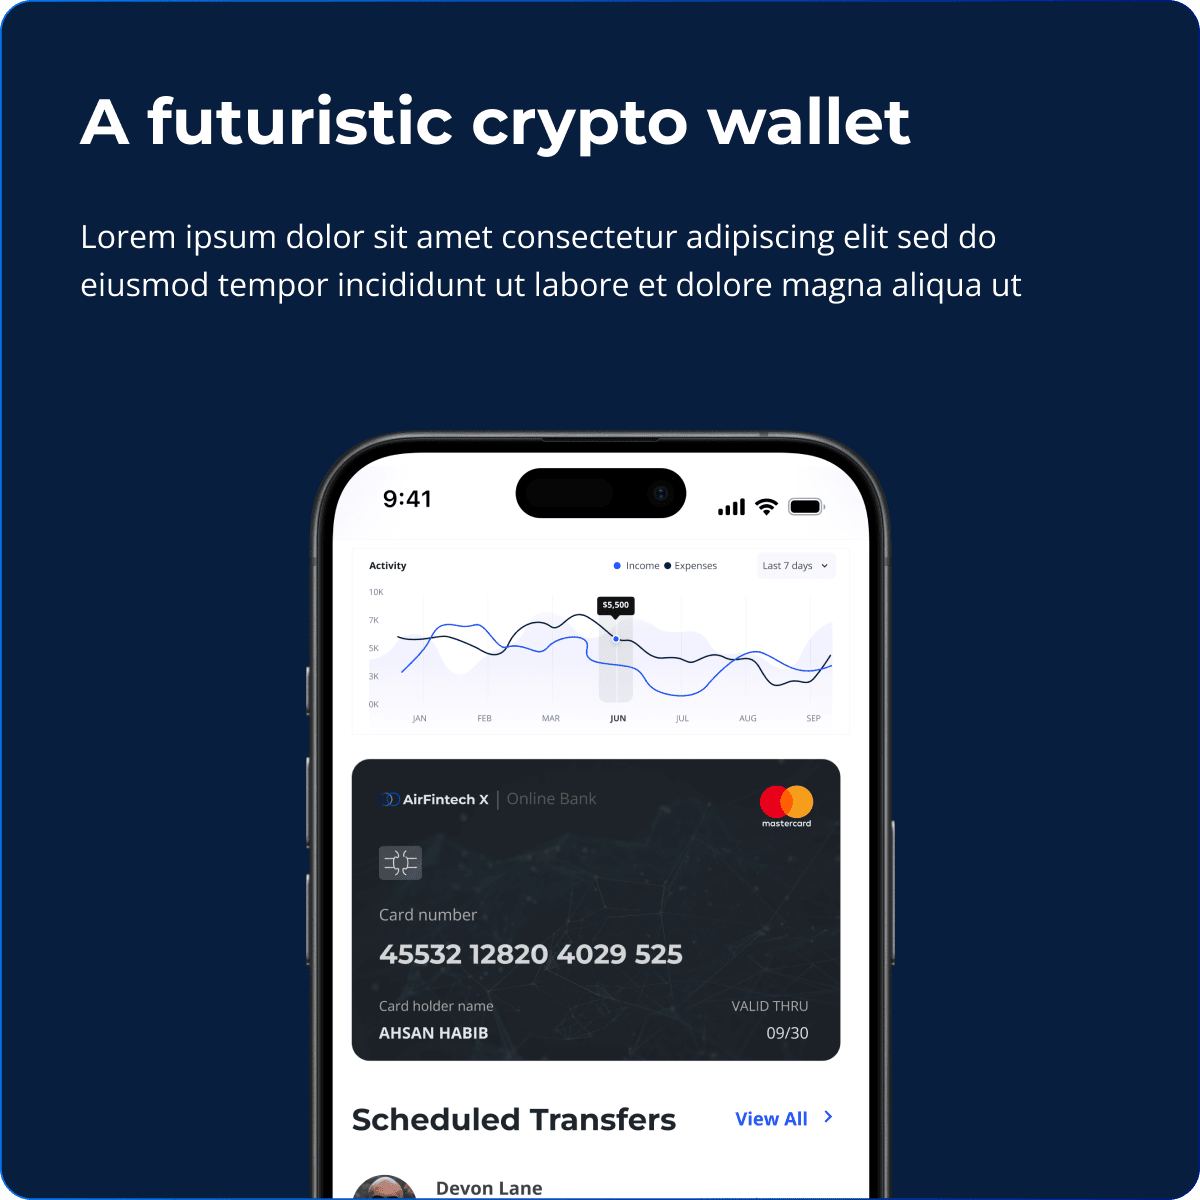 A futuristic crypto wallet
Lorem ipsum dolor sit amet consectetur adipiscing elit sed do
eiusmod tempor incididunt ut labore et dolore magna aliqua ut
9:41
Activity
Income
Expenses
Last 7 days
10K
$5,500
7K
5K
3K
0K
JAN FEB MAR JUN JUL AUG SEP
AirFintech X | Online Bank
mastercard
Card number
45532 12820 4029 525
Card holder name
VALID THRU
AHSAN HABIB
09/30
Scheduled Transfers
View All
Devon Lane